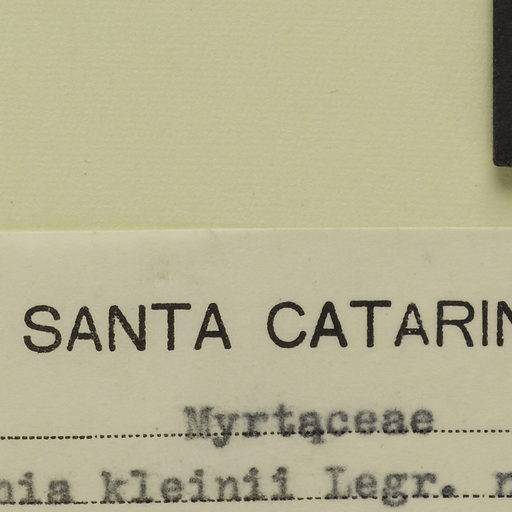 SANTA CATARIN
Myrtaceae
nia kleinii Legr. n